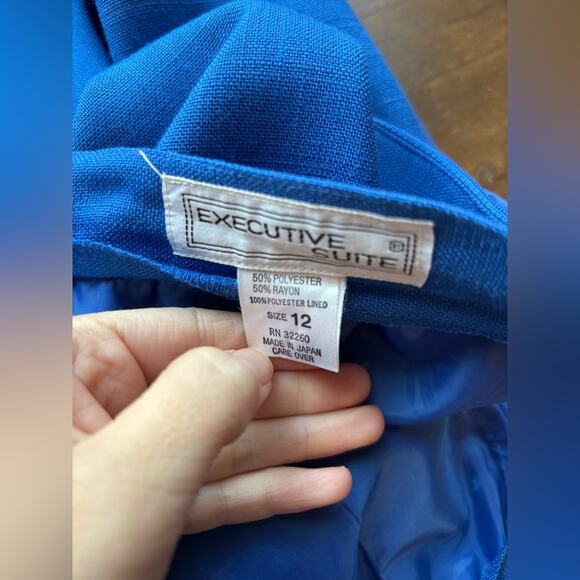 EXECUTIVE
SUITE ®
50% POLYESTER
50% RAYON
100% POLYESTER LINED
SIZE 12
RN 32260
MADE IN JAPAN
CARE OVER